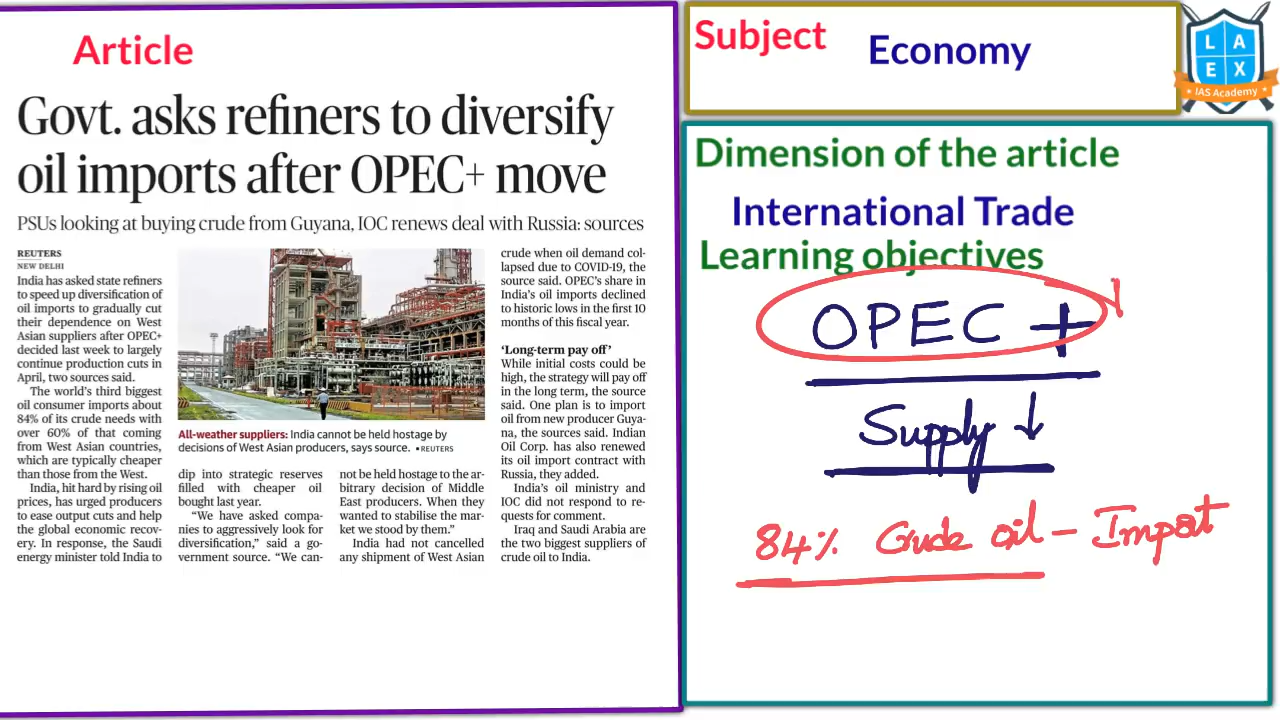 Article
Govt. asks refiners to diversify
oil imports after OPEC+ move
PSUs looking at buying crude from Guyana, IOC renews deal with Russia: sources
REUTERS
NEW DELHI
India has asked state refiners
to speed up diversification of
oil imports to gradually cut
their dependence on West
Asian suppliers after OPEC+
decided last week to largely
continue production cuts in
April, two sources said.
The world's third biggest
oil consumer imports about
84% of its crude needs with
over 60% of that coming
from West Asian countries,
which are typically cheaper
than those from the West.
India, hit hard by rising oil
prices, has urged producers
to ease output cuts and help
the global economic recov-
ery. In response, the Saudi
energy minister told India to
All-weather suppliers: India cannot be held hostage by
decisions of West Asian producers, says source. ▪ REUTERS
dip into strategic reserves
filled with cheaper oil
bought last year.
"We have asked compa-
nies to aggressively look for
diversification," said a go-
vernment source. "We can-
not be held hostage to the ar-
bitrary decision of Middle
East producers. When they
wanted to stabilise the mar-
ket we stood by them."
India had not cancelled
any shipment of West Asian
crude when oil demand col-
lapsed due to COVID-19, the
source said. OPEC's share in
India's oil imports declined
to historic lows in the first 10
months of this fiscal year.
'Long-term pay off'
While initial costs could be
high, the strategy will pay off
in the long term, the source
said. One plan is to import
oil from new producer Guya-
na, the sources said. Indian
Oil Corp. has also renewed
its oil import contract with
Russia, they added.
India's oil ministry and
IOC did not respond to re-
quests for comment.
Iraq and Saudi Arabia are
the two biggest suppliers of
crude oil to India.
Subject
Economy
L A
E X
IAS Academy
Dimension of the article
International Trade
Learning objectives
OPEC + ↓
Supply ↓
84% Crude oil - Import